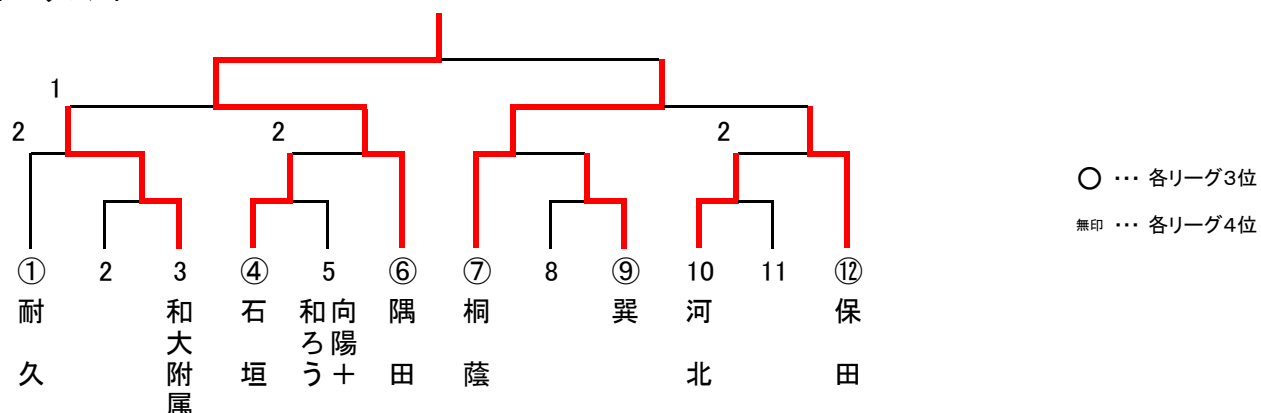 1
2
2
2
○ ・・・ 各リーグ3位
無印 ・・・ 各リーグ4位
① 2 3 ④ 5 ⑥ ⑦ 8 ⑨ 10 11 ⑫
耐久
和大附属
石垣
向陽+
和ろう
隅田
桐蔭
巽
河北
保田